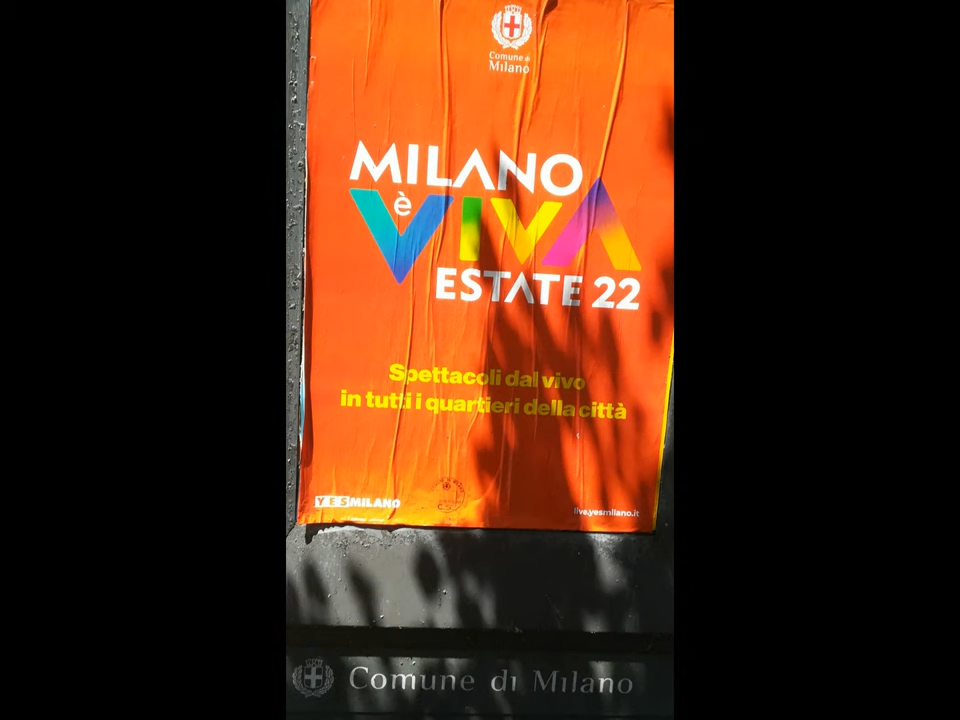 Comune di
Milano
MILANO
è VIVA
ESTATE 22
Spettacoli dal vivo
in tutti i quartieri della città
YESMILANO
live.yesmilano.it
Comune di Milano